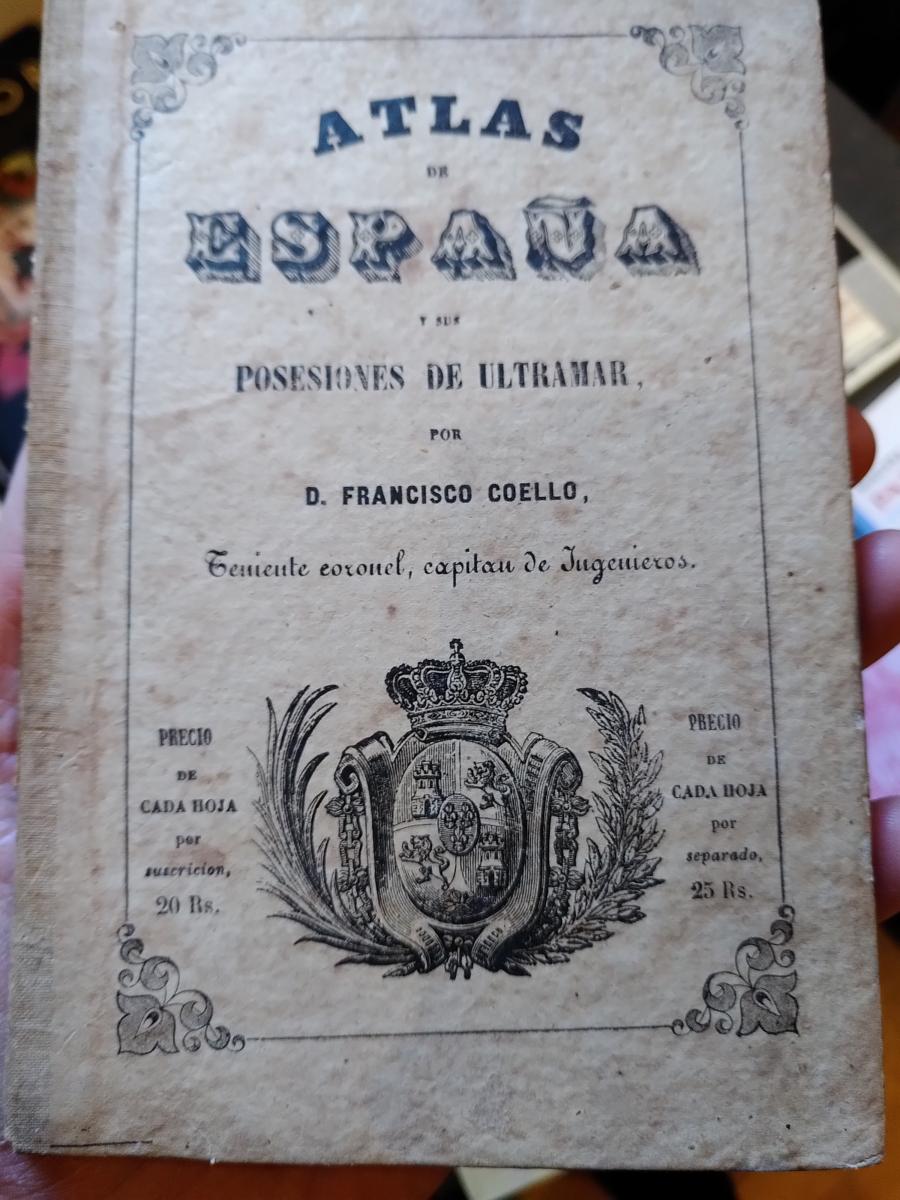 ATLAS
DE
ESPAÑA
Y SUS
POSESIONES DE ULTRAMAR,
POR
D. FRANCISCO COELLO,
Teniente coronel, capitan de Ingenieros.
PRECIO
DE
CADA HOJA
por
suscricion,
20 Rs.
PRECIO
DE
CADA HOJA
por
separado,
25 Rs.